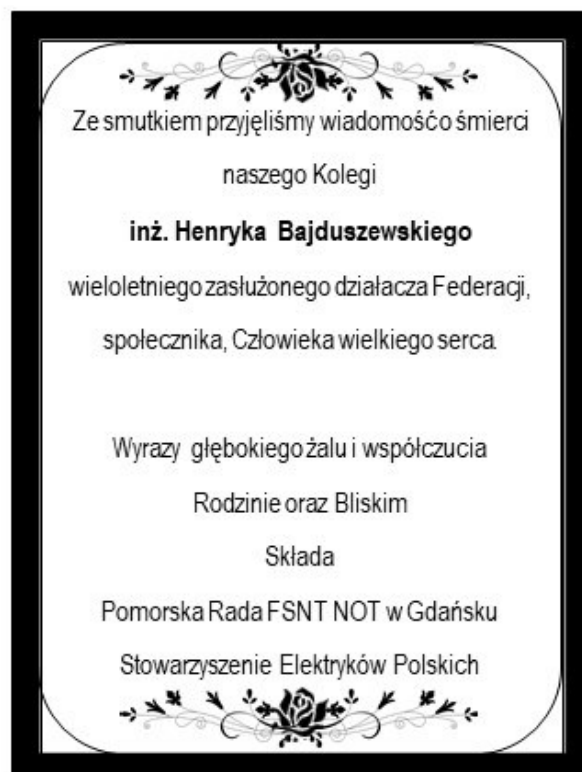 Ze smutkiem przyjęliśmy wiadomość o śmierci
naszego Kolegi
inż. Henryka Bajduszewskiego
wieloletniego zasłużonego działacza Federacji,
społecznika, Człowieka wielkiego serca.
Wyrazy głębokiego żalu i współczucia
Rodzinie oraz Bliskim
Składa
Pomorska Rada FSNT NOT w Gdańsku
Stowarzyszenie Elektryków Polskich